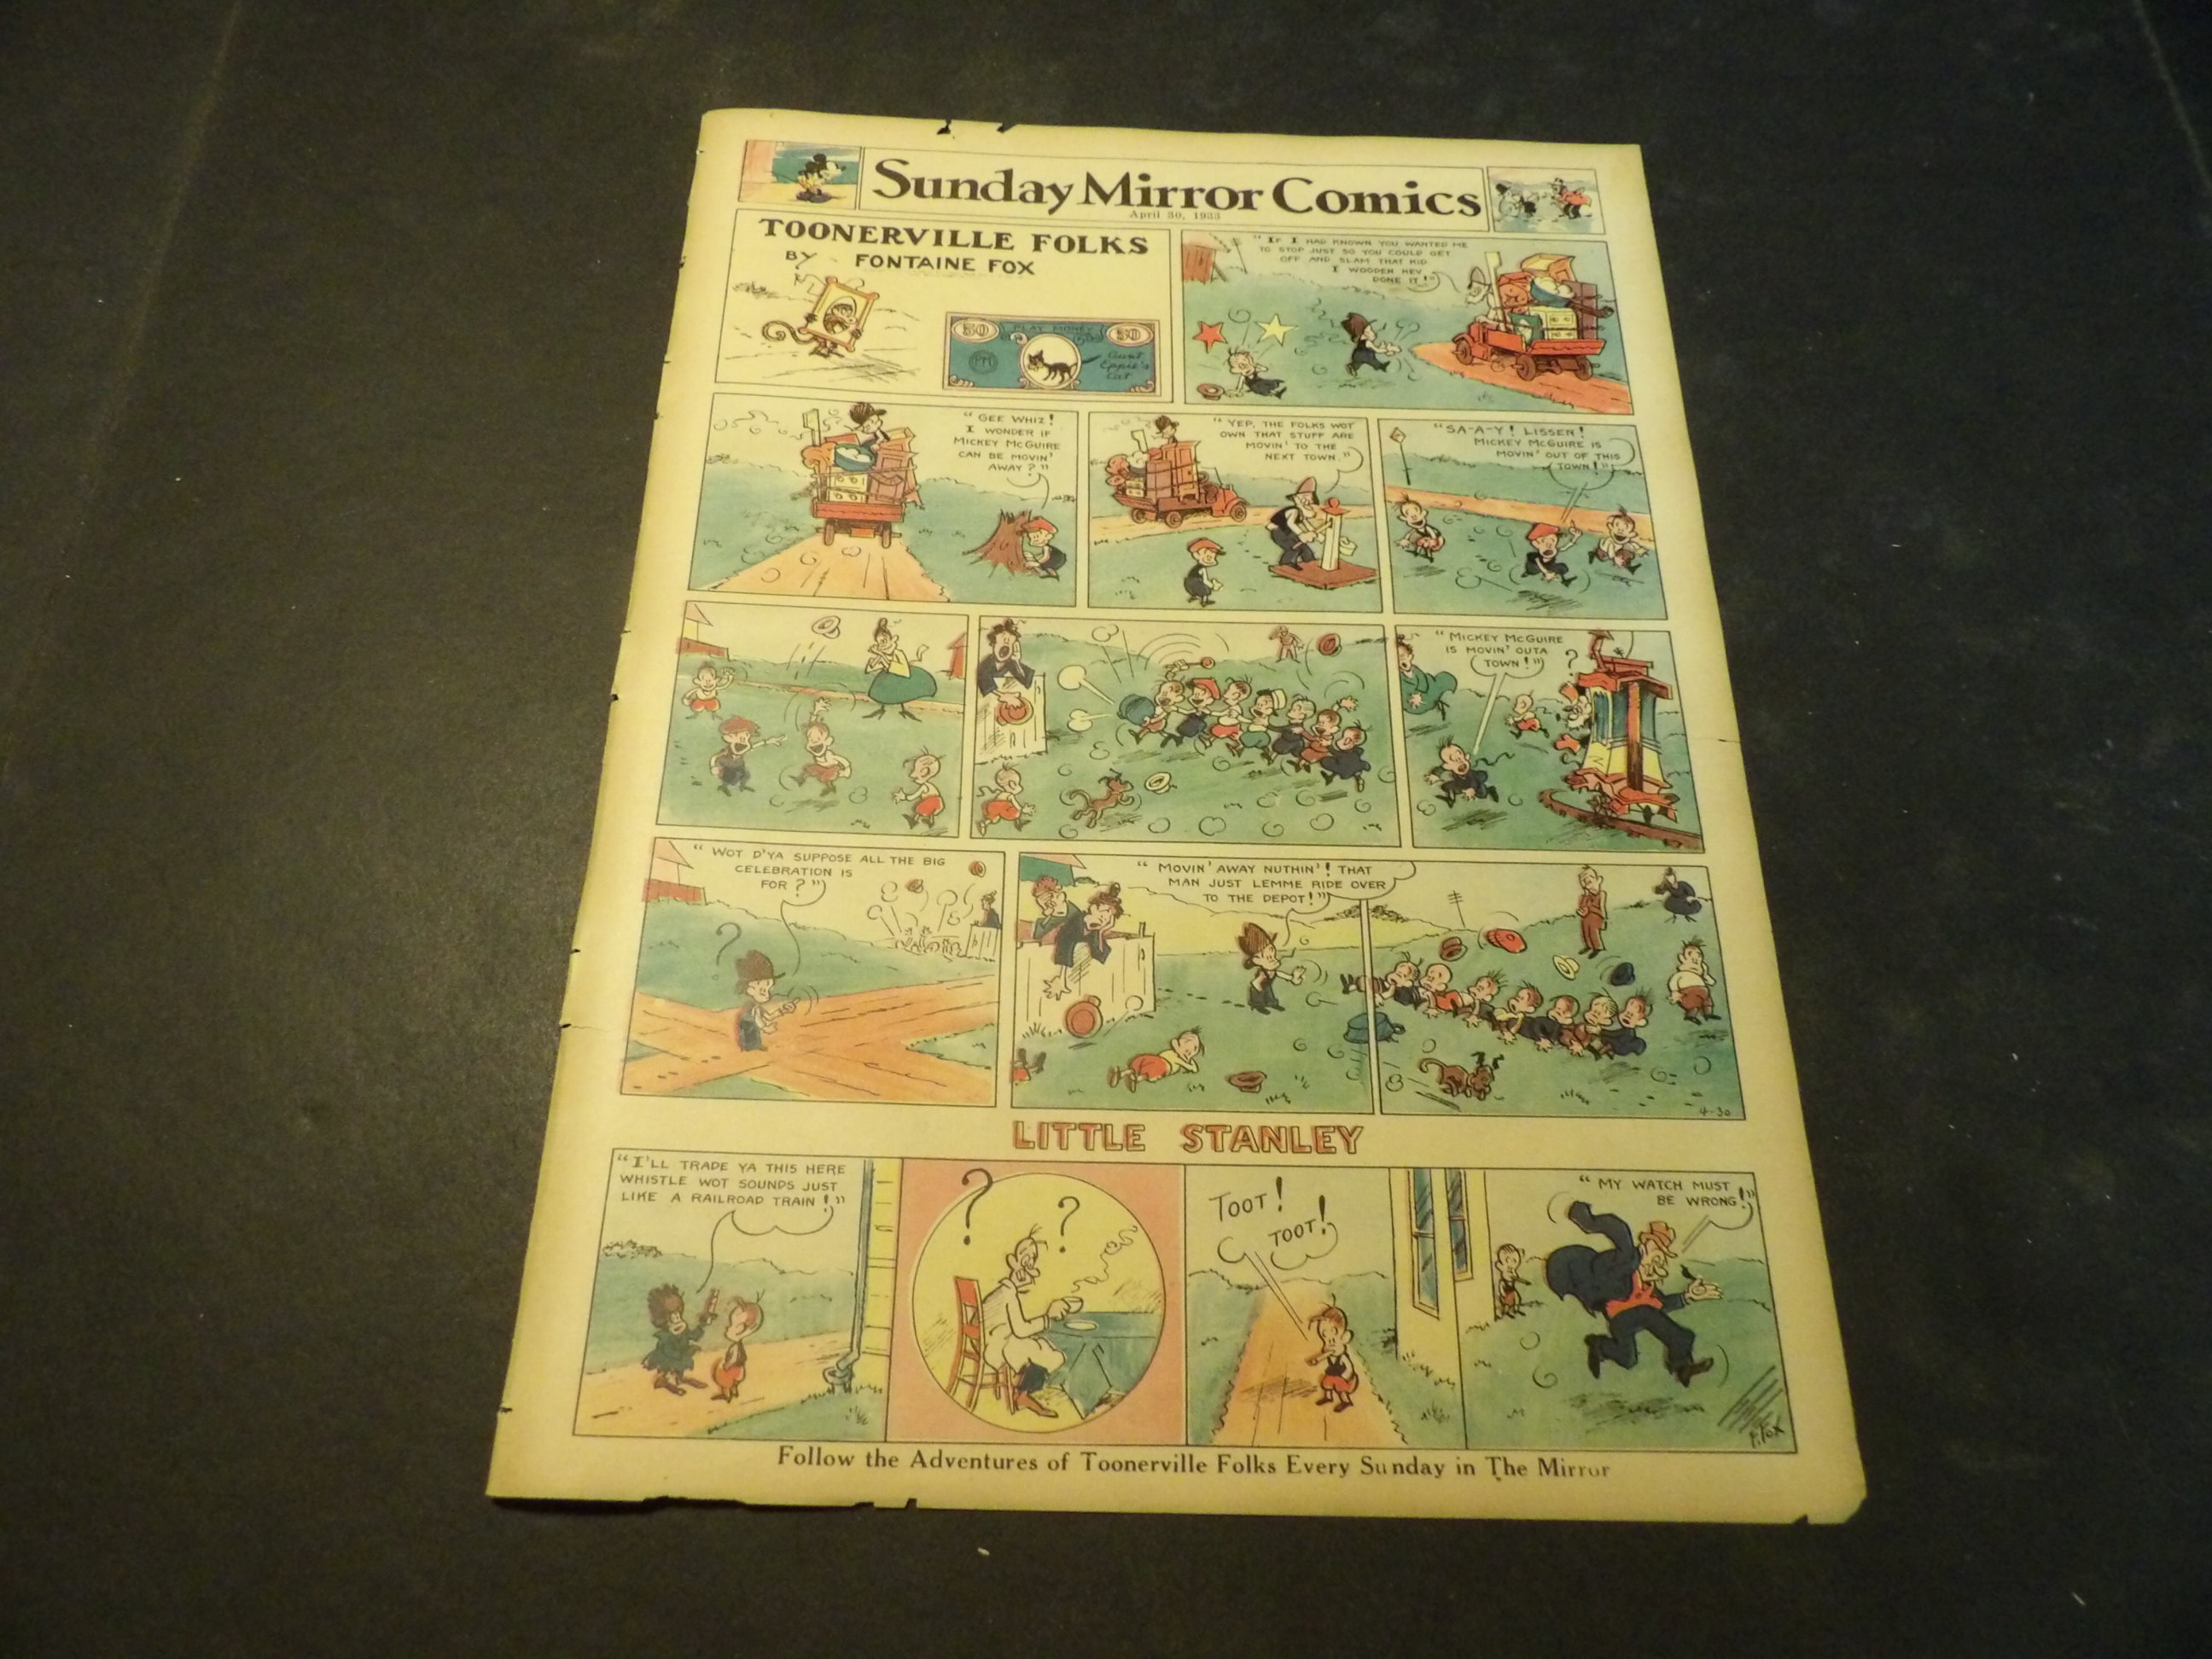 Sunday Mirror Comics
April 30, 1933
TOONERVILLE FOLKS
BY FONTAINE FOX
50 PLAY MONEY 50
Aunt
Eppie's
Cat
"IF I HAD KNOWN YOU WANTED ME
TO STOP JUST SO YOU COULD GET
OFF AND SLAM THAT KID
I WOODEN HEV
DONE IT!"
"GEE WHIZ!
I WONDER IF
MICKEY McGUIRE
CAN BE MOVIN'
AWAY?"
"YEP, THE FOLKS WOT
OWN THAT STUFF ARE
MOVIN' TO THE
NEXT TOWN."
"SA-A-Y! LISSEN!
MICKEY McGUIRE IS
MOVIN' OUT OF THIS
TOWN!"
"MICKEY McGUIRE
IS MOVIN' OUTA
TOWN!"
?
"WOT D'YA SUPPOSE ALL THE BIG
CELEBRATION IS
FOR?"
?
"MOVIN' AWAY NUTHIN'! THAT
MAN JUST LEMME RIDE OVER
TO THE DEPOT!"
4-30
LITTLE STANLEY
"I'LL TRADE YA THIS HERE
WHISTLE WOT SOUNDS JUST
LIKE A RAILROAD TRAIN!"
? ?
TOOT!
TOOT!
"MY WATCH MUST
BE WRONG!"
F. FOX
Follow the Adventures of Toonerville Folks Every Sunday in The Mirror